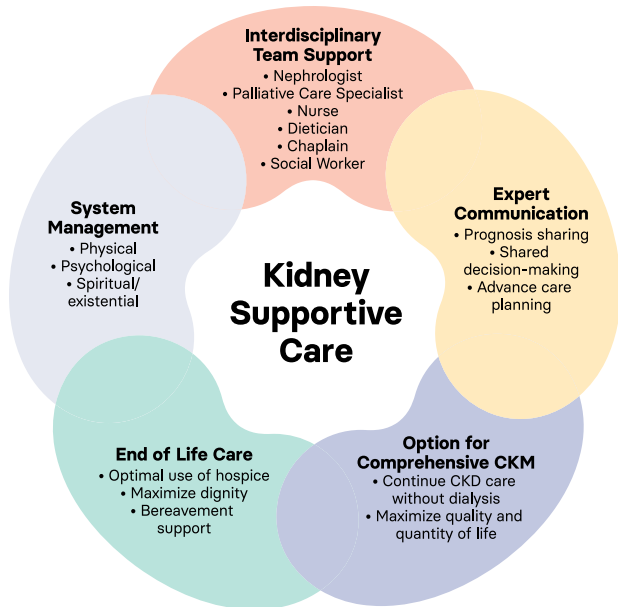 Interdisciplinary
Team Support
• Nephrologist
• Palliative Care Specialist
• Nurse
• Dietician
• Chaplain
• Social Worker
Expert
Communication
• Prognosis sharing
• Shared
decision-making
• Advance care
planning
System
Management
• Physical
• Psychological
• Spiritual/
existential
Kidney
Supportive
Care
End of Life Care
• Optimal use of hospice
• Maximize dignity
• Bereavement
support
Option for
Comprehensive CKM
• Continue CKD care
without dialysis
• Maximize quality and
quantity of life